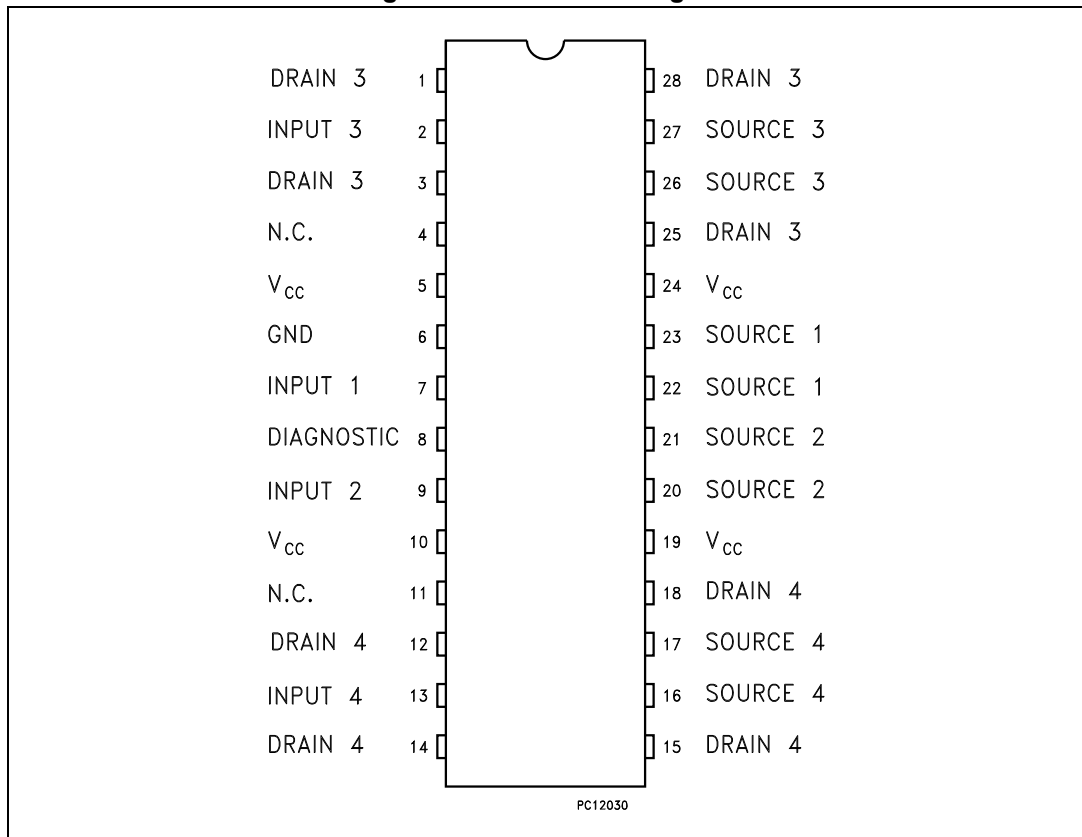 DRAIN 3 1 28 DRAIN 3
INPUT 3 2 27 SOURCE 3
DRAIN 3 3 26 SOURCE 3
N.C. 4 25 DRAIN 3
VCC 5 24 VCC
GND 6 23 SOURCE 1
INPUT 1 7 22 SOURCE 1
DIAGNOSTIC 8 21 SOURCE 2
INPUT 2 9 20 SOURCE 2
VCC 10 19 VCC
N.C. 11 18 DRAIN 4
DRAIN 4 12 17 SOURCE 4
INPUT 4 13 16 SOURCE 4
DRAIN 4 14 15 DRAIN 4
PC12030